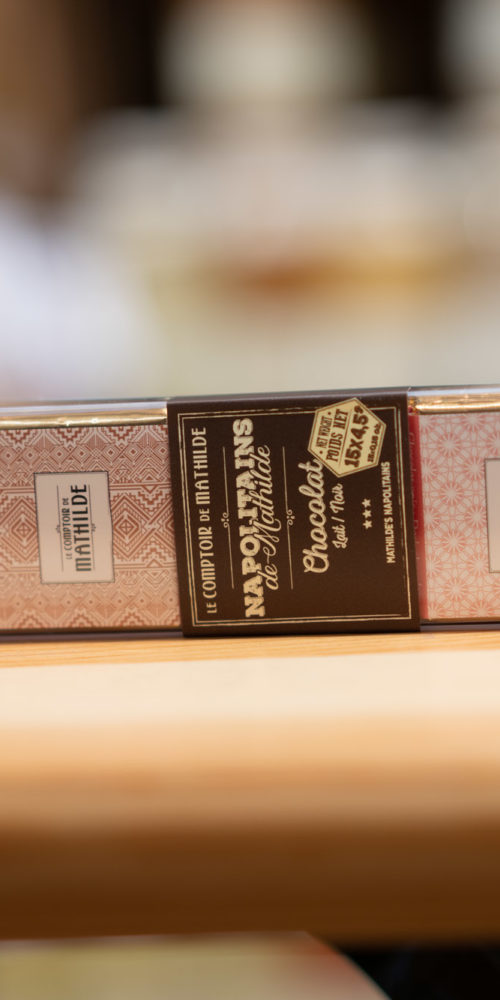 LE COMPTOIR DE
MATHILDE
LE COMPTOIR DE MATHILDE
NAPOLITAINS
de Mathilde
Chocolat
Lait / Noir
MATHILDE'S NAPOLITAINS
NET WEIGHT
POIDS NET
15X4,5g